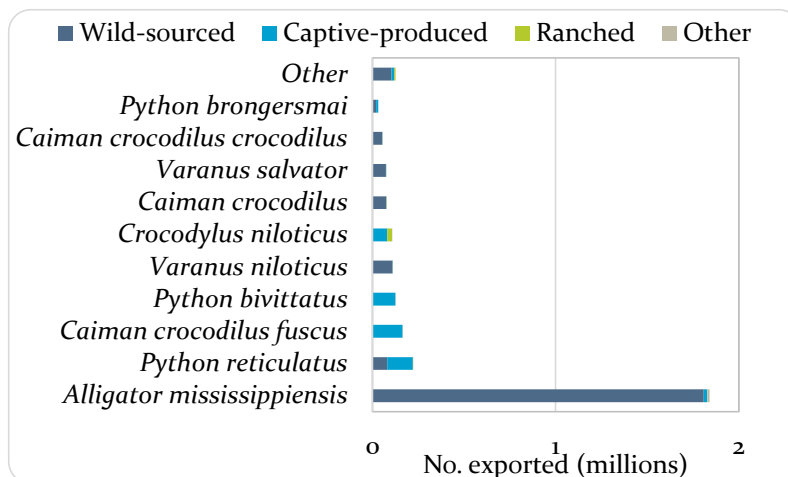 Wild-sourced Captive-produced Ranched Other
Other
Python brongersmai
Caiman crocodilus crocodilus
Varanus salvator
Caiman crocodilus
Crocodylus niloticus
Varanus niloticus
Python bivittatus
Caiman crocodilus fuscus
Python reticulatus
Alligator mississippiensis
0 1 2
No. exported (millions)